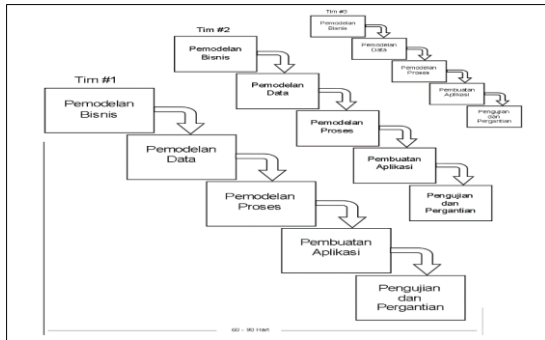 Tim #1
Pemodelan
Bisnis
Pemodelan
Data
Pemodelan
Proses
Pembuatan
Aplikasi
Pengujian
dan
Pergantian
Tim #2
Pemodelan
Bisnis
Pemodelan
Data
Pemodelan
Proses
Pembuatan
Aplikasi
Pengujian
dan
Pergantian
Tim #3
Pemodelan
Bisnis
Pemodelan
Data
Pemodelan
Proses
Pembuatan
Aplikasi
Pengujian
dan
Pergantian
60 - 90 Hari